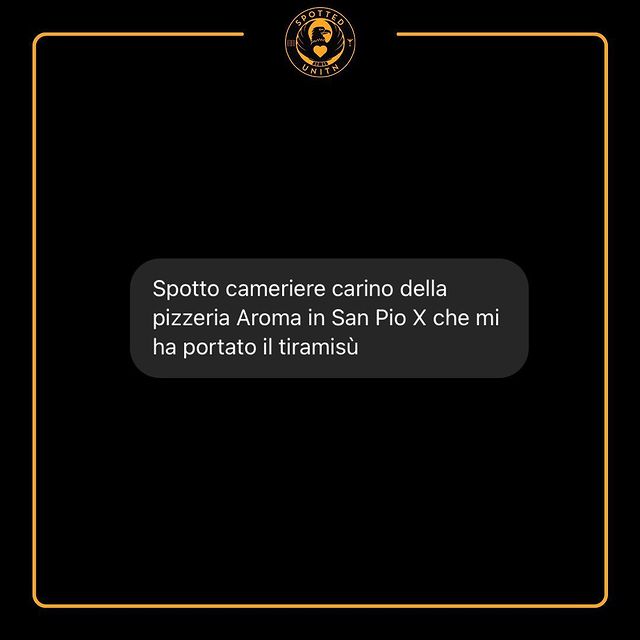 SPOTTED
UNITN
Spotto cameriere carino della
pizzeria Aroma in San Pio X che mi
ha portato il tiramisù